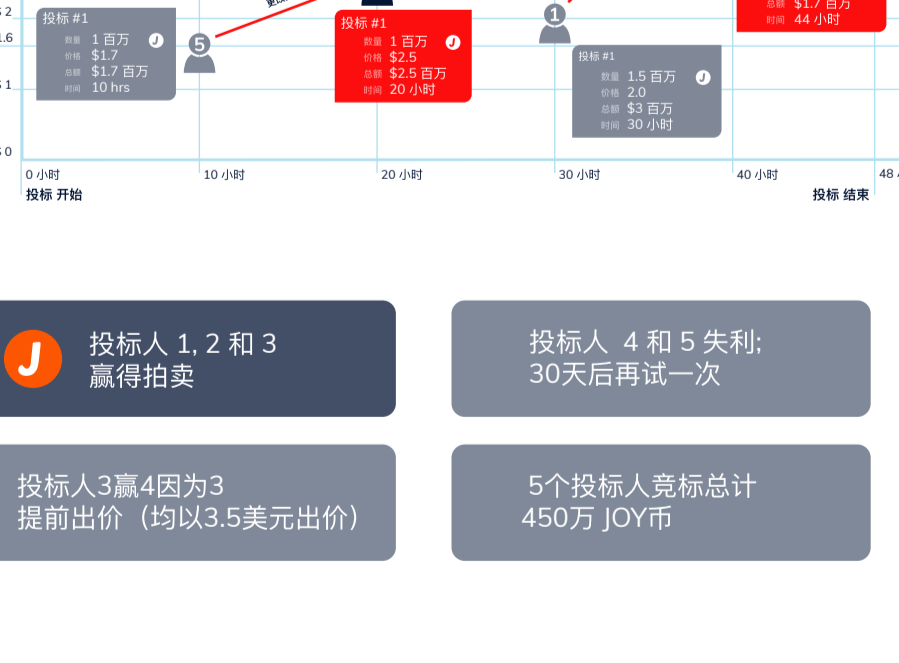 $ 2
1.6
$ 1
$ 0
投标 #1
数量 1 百万
价格 $1.7
总额 $1.7 百万
时间 10 hrs
5
投标 #1
数量 1 百万
价格 $2.5
总额 $2.5 百万
时间 20 小时
1
投标 #1
数量 1.5 百万
价格 2.0
总额 $3 百万
时间 30 小时
总额 $1.7 百万
时间 44 小时
0 小时
10 小时
20 小时
30 小时
40 小时
48
投标 开始
投标 结束
J
投标人 1, 2 和 3
赢得拍卖
投标人 4 和 5 失利;
30天后再试一次
投标人3赢4因为3
提前出价（均以3.5美元出价）
5个投标人竞标总计
450万 JOY币